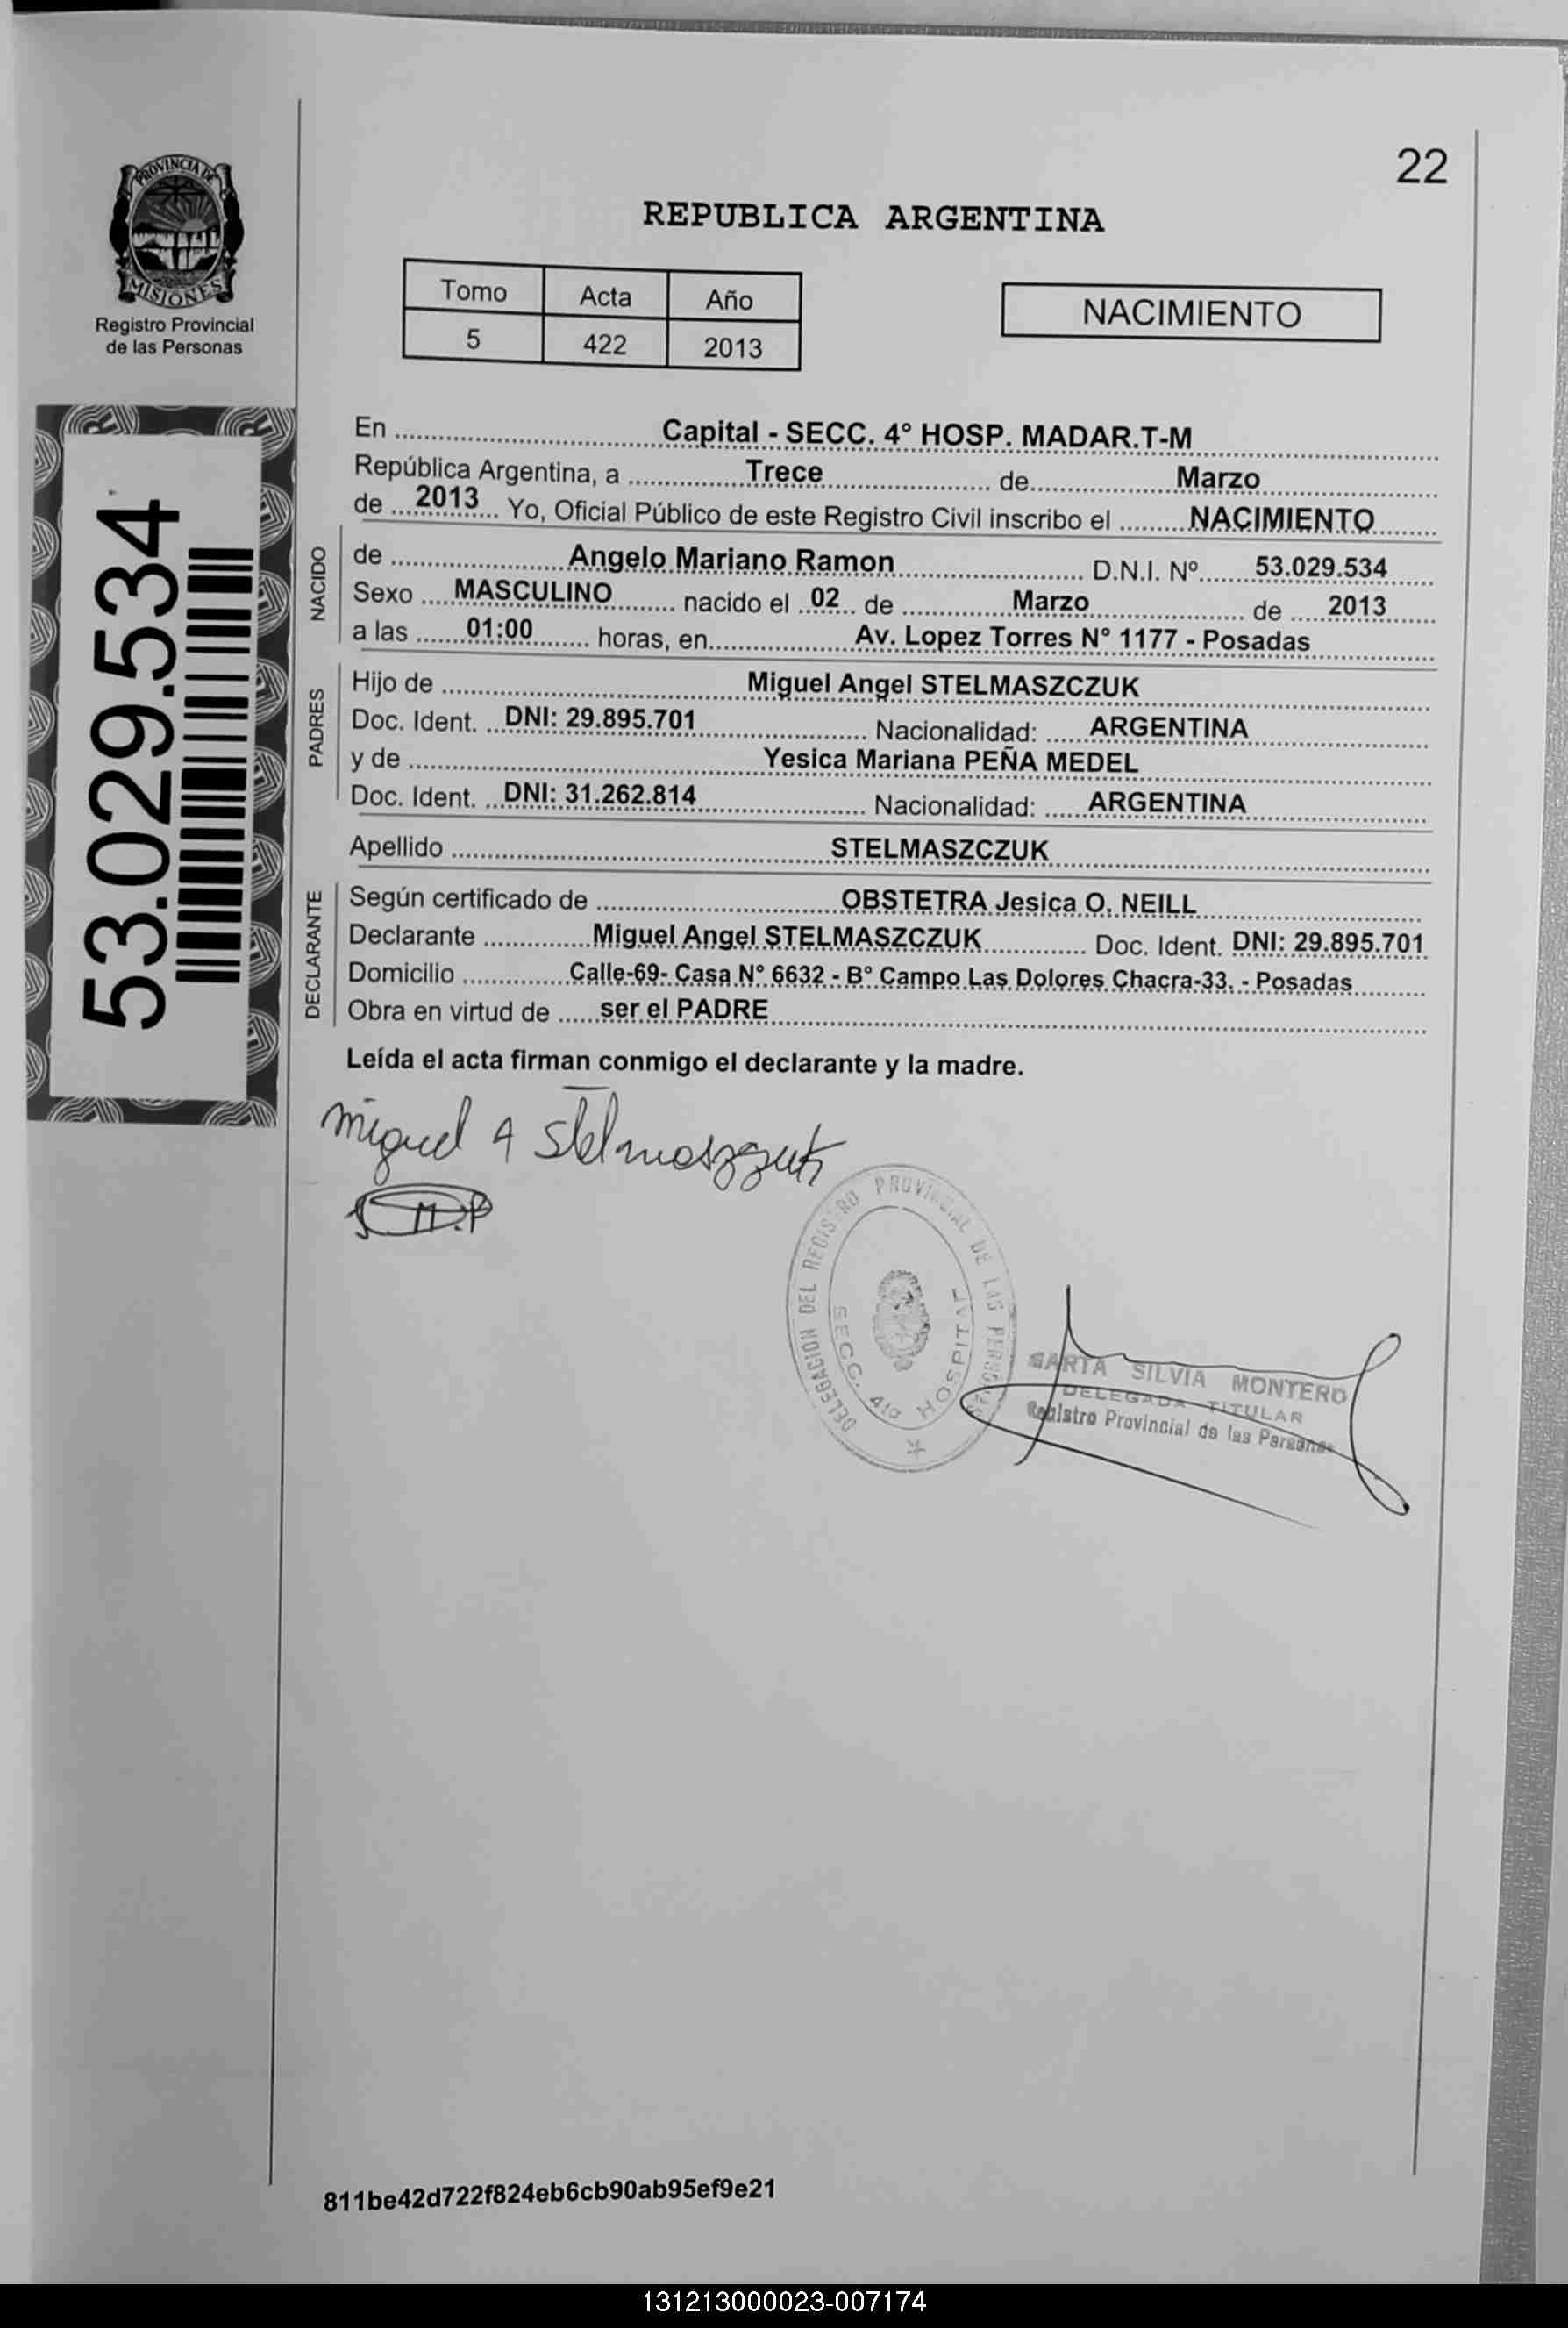 22
PROVINCIA DE
MISIONES
Registro Provincial
de las Personas
REPUBLICA ARGENTINA
Tomo Acta Año
5 422 2013
NACIMIENTO
53.029.534
En Capital - SECC. 4° HOSP. MADAR.T-M
República Argentina, a Trece de Marzo
de 2013 Yo, Oficial Público de este Registro Civil inscribo el NACIMIENTO
NACIDO
de Angelo Mariano Ramon D.N.I. Nº 53.029.534
Sexo MASCULINO nacido el 02 de Marzo de 2013
a las 01:00 horas, en Av. Lopez Torres N° 1177 - Posadas
PADRES
Hijo de Miguel Angel STELMASZCZUK
Doc. Ident. DNI: 29.895.701 Nacionalidad: ARGENTINA
y de Yesica Mariana PEÑA MEDEL
Doc. Ident. DNI: 31.262.814 Nacionalidad: ARGENTINA
Apellido STELMASZCZUK
DECLARANTE
Según certificado de OBSTETRA Jesica O. NEILL
Declarante Miguel Angel STELMASZCZUK Doc. Ident. DNI: 29.895.701
Domicilio Calle-69- Casa N° 6632 - B° Campo Las Dolores Chacra-33. - Posadas
Obra en virtud de ser el PADRE
Leída el acta firman conmigo el declarante y la madre.
Miguel A
M.P
DELEGACION DEL REGISTRO PROVINCIAL DE LAS PERSONAS
SECC. 4ta HOSPITAL
MARTA SILVIA MONTERO
DELEGADA TITULAR
Registro Provincial de las Personas
811be42d722f824eb6cb90ab95ef9e21
131213000023-007174